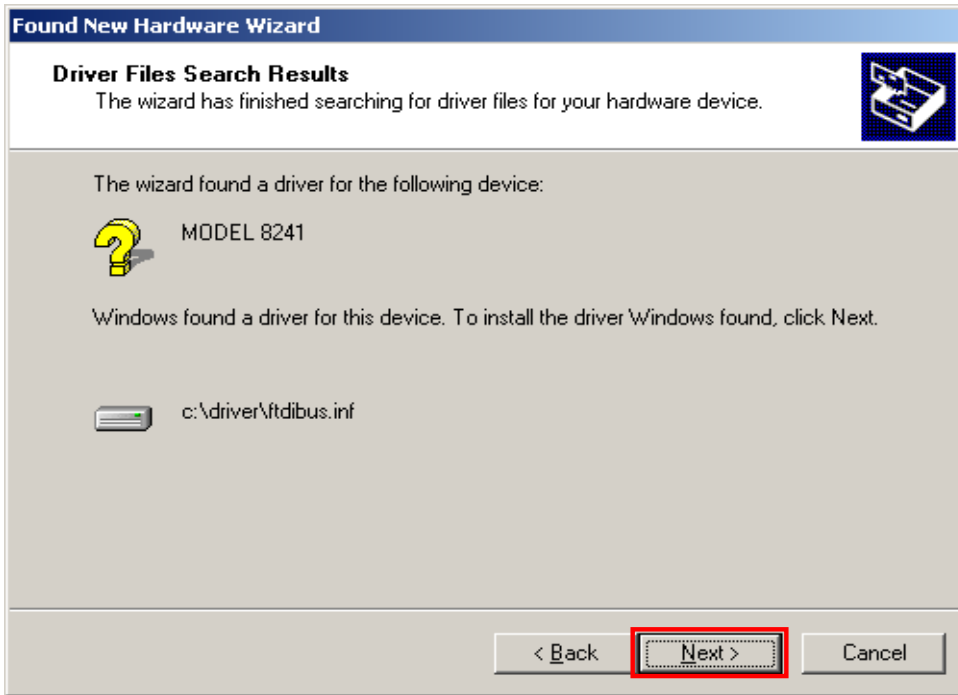 Found New Hardware Wizard
Driver Files Search Results
The wizard has finished searching for driver files for your hardware device.
The wizard found a driver for the following device:
MODEL 8241
Windows found a driver for this device. To install the driver Windows found, click Next.
c:\driver\ftdibus.inf
< Back Next > Cancel